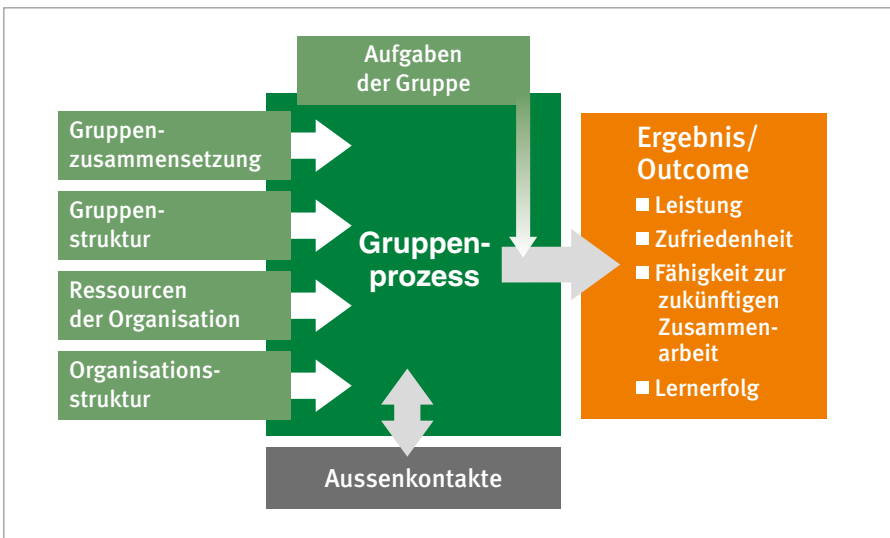 Aufgaben
der Gruppe
Gruppen-
zusammensetzung
Gruppen-
struktur
Ressourcen
der Organisation
Organisations-
struktur
Gruppen-
prozess
Ergebnis/
Outcome
Leistung
Zufriedenheit
Fähigkeit zur
zukünftigen
Zusammen-
arbeit
Lernerfolg
Aussenkontakte